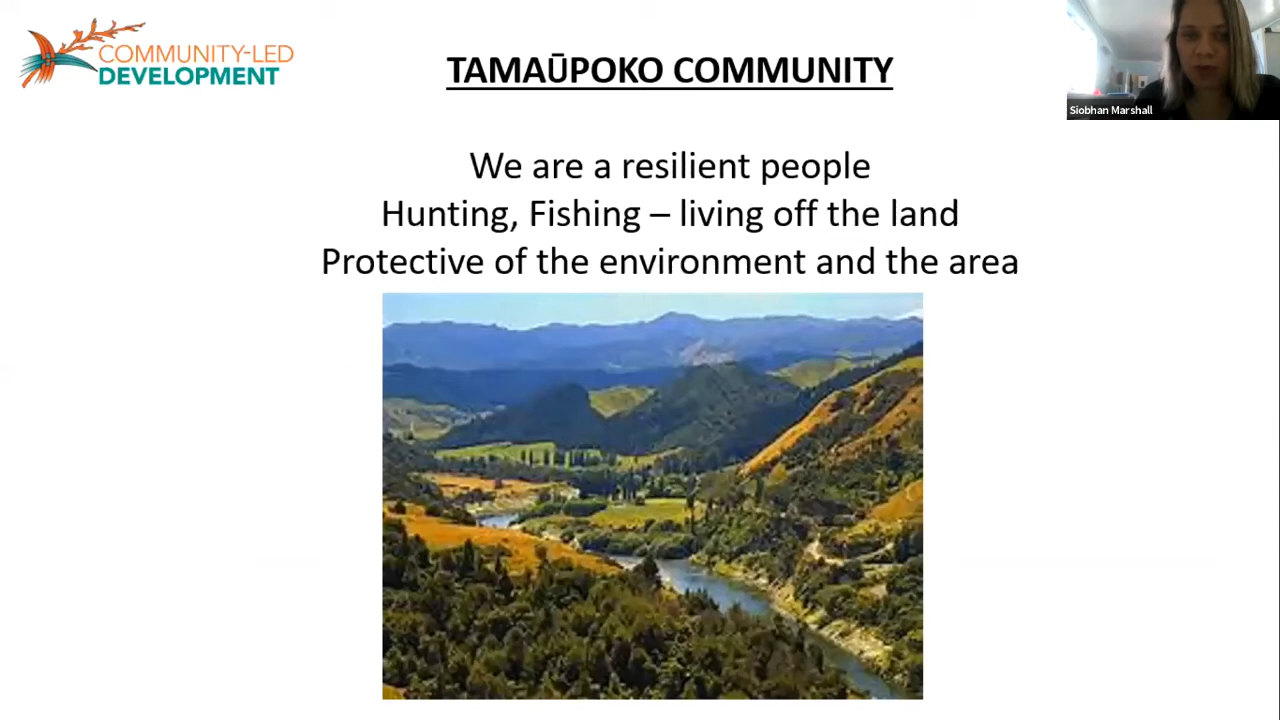 COMMUNITY-LED
DEVELOPMENT
TAMAŪPOKO COMMUNITY
Siobhan Marshall
We are a resilient people
Hunting, Fishing – living off the land
Protective of the environment and the area